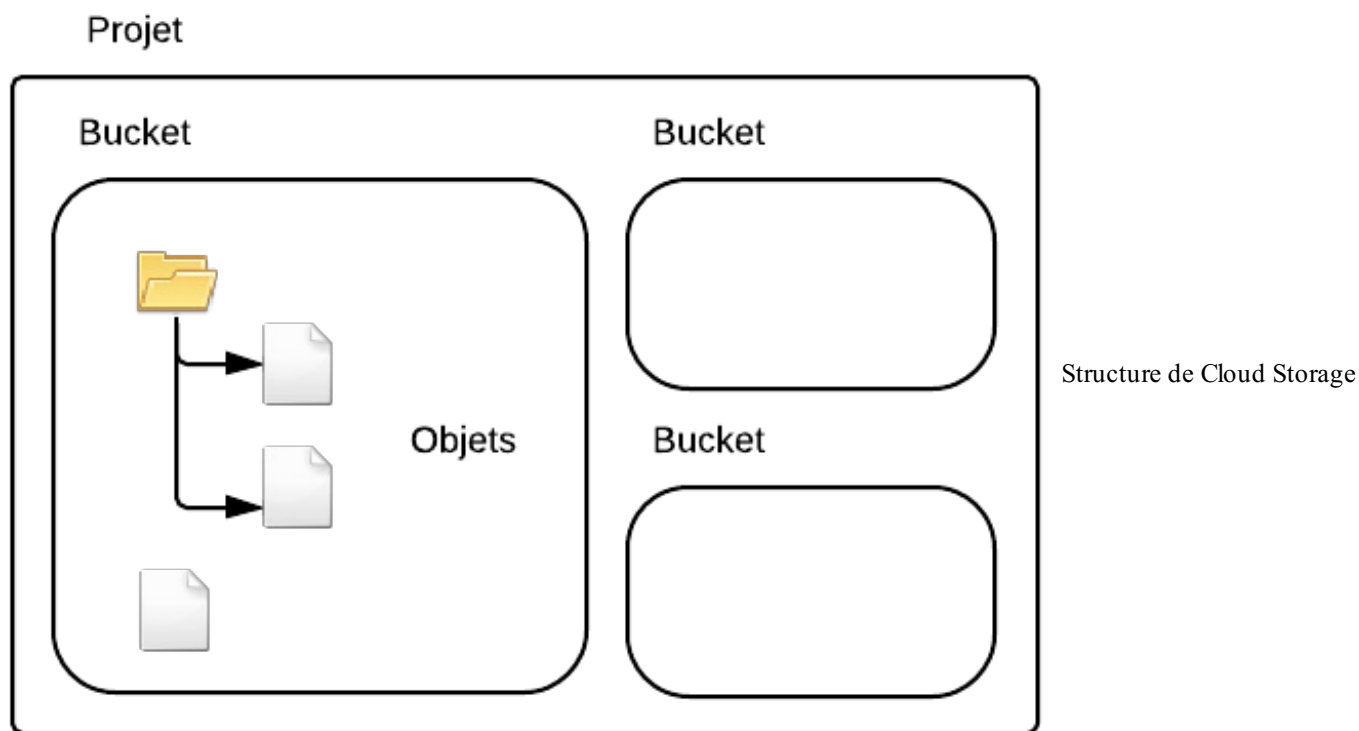 Projet
Bucket
Bucket
Objets
Bucket
Structure de Cloud Storage